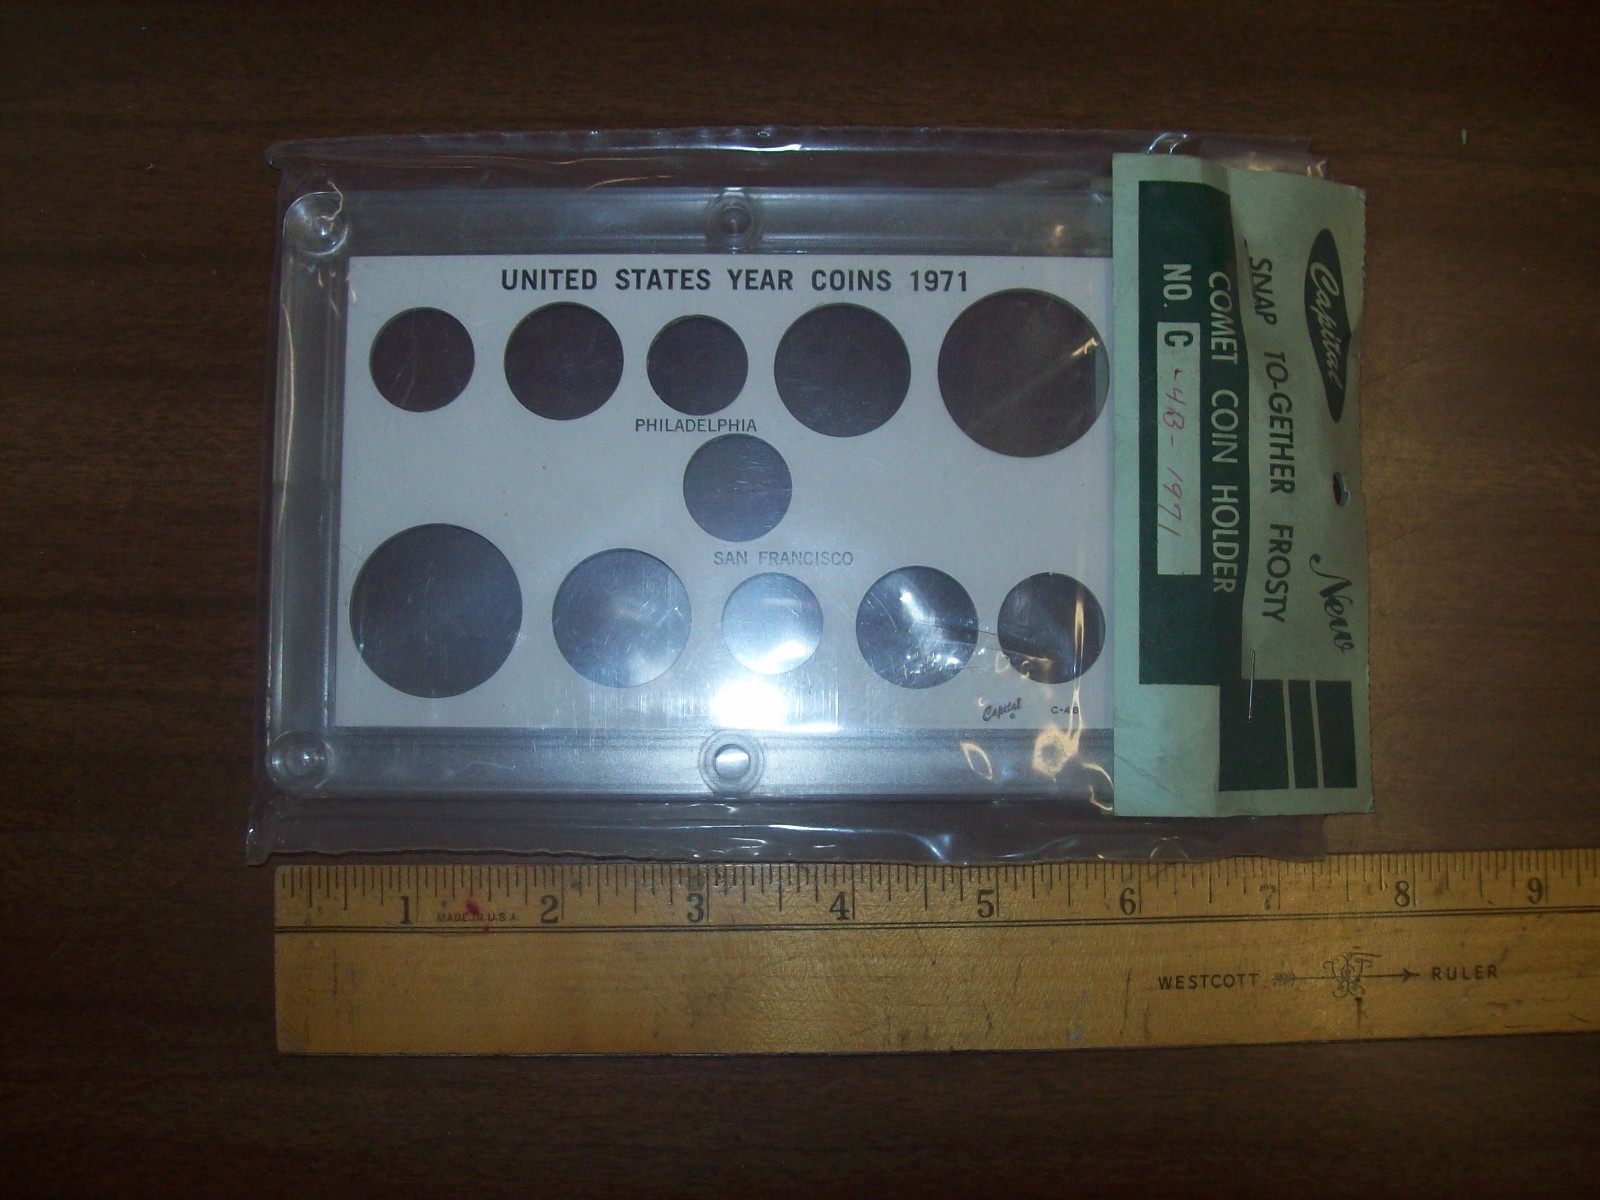 UNITED STATES YEAR COINS 1971
PHILADELPHIA
SAN FRANCISCO
Capital
C-4B
Capital
New
SNAP TO-GETHER FROSTY
COMET COIN HOLDER
NO. C-4B-1971
1 2 3 4 5 6 7 8 9
MADE IN U.S.A
WESTCOTT RULER